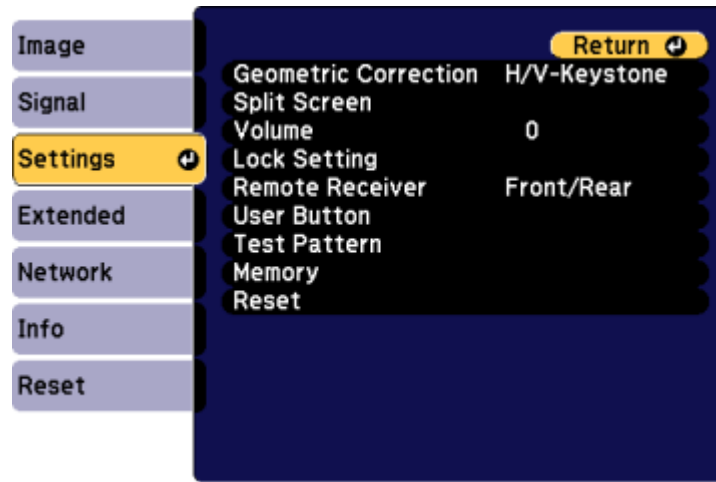 Image
Signal
Settings
Extended
Network
Info
Reset
Return
Geometric Correction H/V-Keystone
Split Screen
Volume 0
Lock Setting
Remote Receiver Front/Rear
User Button
Test Pattern
Memory
Reset